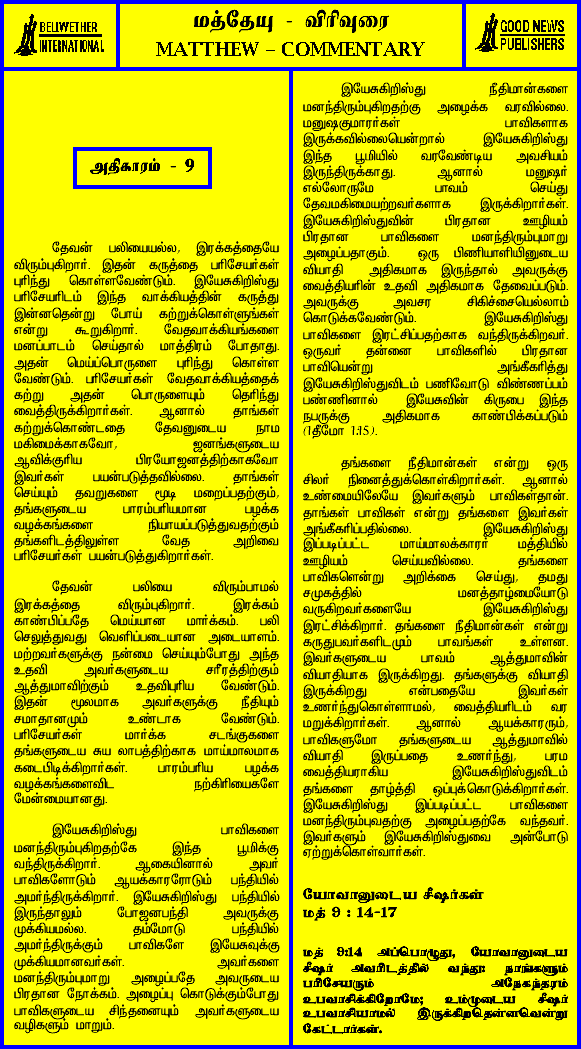 BELIWETHER
INTERNATIONAL
மத்தேயு - விரிவுரை
MATTHEW – COMMENTARY
GOOD NEWS
PUBLISHERS
அதிகாரம் - 9
தேவன் பலியையல்ல, இரக்கத்தையே
விரும்புகிறார். இதன் கருத்தை பரிசேயர்கள்
புரிந்து கொள்ளவேண்டும். இயேசுகிறிஸ்து
பரிசேயரிடம் இந்த வாக்கியத்தின் கருத்து
இன்னதென்று போய் கற்றுக்கொள்ளுங்கள்
என்று கூறுகிறார். வேதவாக்கியங்களை
மனப்பாடம் செய்தால் மாத்திரம் போதாது.
அதன் மெய்ப்பொருளை புரிந்து கொள்ள
வேண்டும். பரிசேயர்கள் வேதவாக்கியத்தைக்
கற்று அதன் பொருளையும் தெரிந்து
வைத்திருக்கிறார்கள். ஆனால் தாங்கள்
கற்றுக்கொண்டதை தேவனுடைய நாம
மகிமைக்காகவோ, ஜனங்களுடைய
ஆவிக்குரிய பிரயோஜனத்திற்காகவோ
இவர்கள் பயன்படுத்தவில்லை. தாங்கள்
செய்யும் தவறுகளை மூடி மறைப்பதற்கும்,
தங்களுடைய பாரம்பரியமான பழக்க
வழக்கங்களை நியாயப்படுத்துவதற்கும்
தங்களிடத்திலுள்ள வேத அறிவை
பரிசேயர்கள் பயன்படுத்துகிறார்கள்.
தேவன் பலியை விரும்பாமல்
இரக்கத்தை விரும்புகிறார். இரக்கம்
காண்பிப்பதே மெய்யான மார்க்கம். பலி
செலுத்துவது வெளிப்படையான அடையாளம்.
மற்றவர்களுக்கு நன்மை செய்யும்போது அந்த
உதவி அவர்களுடைய சரீரத்திற்கும்
ஆத்துமாவிற்கும் உதவிபுரிய வேண்டும்.
இதன் மூலமாக அவர்களுக்கு நீதியும்
சமாதானமும் உண்டாக வேண்டும்.
பரிசேயர்கள் மார்க்க சடங்குகளை
தங்களுடைய சுய லாபத்திற்காக மாய்மாலமாக
கடைபிடிக்கிறார்கள். பாரம்பரிய பழக்க
வழக்கங்களைவிட நற்கிரியைகளே
மேன்மையானது.
இயேசுகிறிஸ்து பாவிகளை
மனந்திரும்புகிறதற்கே இந்த பூமிக்கு
வந்திருக்கிறார். ஆகையினால் அவர்
பாவிகளோடும் ஆயக்காரரோடும் பந்தியில்
அமர்ந்திருக்கிறார். இயேசுகிறிஸ்து பந்தியில்
இருந்தாலும் போஜனபந்தி அவருக்கு
முக்கியமல்ல. தம்மோடு பந்தியில்
அமர்ந்திருக்கும் பாவிகளே இயேசுவுக்கு
முக்கியமானவர்கள். அவர்களை
மனந்திரும்புமாறு அழைப்பதே அவருடைய
பிரதான நோக்கம். அழைப்பு கொடுக்கும்போது
பாவிகளுடைய சிந்தனையும் அவர்களுடைய
வழிகளும் மாறும்.
இயேசுகிறிஸ்து நீதிமான்களை
மனந்திரும்புகிறதற்கு அழைக்க வரவில்லை.
மனுஷகுமாரர்கள் பாவிகளாக
இருக்கவில்லையென்றால் இயேசுகிறிஸ்து
இந்த பூமியில் வரவேண்டிய அவசியம்
இருந்திருக்காது. ஆனால் மனுஷர்
எல்லோருமே பாவம் செய்து
தேவமகிமையற்றவர்களாக இருக்கிறார்கள்.
இயேசுகிறிஸ்துவின் பிரதான ஊழியம்
பிரதான பாவிகளை மனந்திரும்புமாறு
அழைப்பதாகும். ஒரு பிணியாளியினுடைய
வியாதி அதிகமாக இருந்தால் அவருக்கு
வைத்தியரின் உதவி அதிகமாக தேவைப்படும்.
அவருக்கு அவசர சிகிச்சையெல்லாம்
கொடுக்கவேண்டும். இயேசுகிறிஸ்து
பாவிகளை இரட்சிப்பதற்காக வந்திருக்கிறவர்.
ஒருவர் தன்னை பாவிகளில் பிரதான
பாவியென்று அங்கீகரித்து
இயேசுகிறிஸ்துவிடம் பணிவோடு விண்ணப்பம்
பண்ணினால் இயேசுவின் கிருபை இந்த
நபருக்கு அதிகமாக காண்பிக்கப்படும்
(1தீமோ 1:15).
தங்களை நீதிமான்கள் என்று ஒரு
சிலர் நினைத்துக்கொள்கிறார்கள். ஆனால்
உண்மையிலேயே இவர்களும் பாவிகள்தான்.
தாங்கள் பாவிகள் என்று தங்களை இவர்கள்
அங்கீகரிப்பதில்லை. இயேசுகிறிஸ்து
இப்படிப்பட்ட மாய்மாலக்காரர் மத்தியில்
ஊழியம் செய்யவில்லை. தங்களை
பாவிகளென்று அறிக்கை செய்து, தமது
சமுகத்தில் மனத்தாழ்மையோடு
வருகிறவர்களையே இயேசுகிறிஸ்து
இரட்சிக்கிறார். தங்களை நீதிமான்கள் என்று
கருதுபவர்களிடமும் பாவங்கள் உள்ளன.
இவர்களுடைய பாவம் ஆத்துமாவின்
வியாதியாக இருக்கிறது. தங்களுக்கு வியாதி
இருக்கிறது என்பதையே இவர்கள்
உணர்ந்துகொள்ளாமல், வைத்தியரிடம் வர
மறுக்கிறார்கள். ஆனால் ஆயக்காரரும்,
பாவிகளுமோ தங்களுடைய ஆத்துமாவில்
வியாதி இருப்பதை உணர்ந்து, பரம
வைத்தியராகிய இயேசுகிறிஸ்துவிடம்
தங்களை தாழ்த்தி ஒப்புக்கொடுக்கிறார்கள்.
இயேசுகிறிஸ்து இப்படிப்பட்ட பாவிகளை
மனந்திரும்புவதற்கு அழைப்பதற்கே வந்தவர்.
இவர்களும் இயேசுகிறிஸ்துவை அன்போடு
ஏற்றுக்கொள்வார்கள்.
யோவானுடைய சீஷர்கள்
மத் 9 : 14-17
மத் 9:14 அப்பொழுது, யோவானுடைய
சீஷர் அவரிடத்தில் வந்து: நாங்களும்
பரிசேயரும் அநேகந்தரம்
உபவாசிக்கிறோமே; உம்முடைய சீஷர்
உபவாசியாமல் இருக்கிறதென்னவென்று
கேட்டார்கள்.